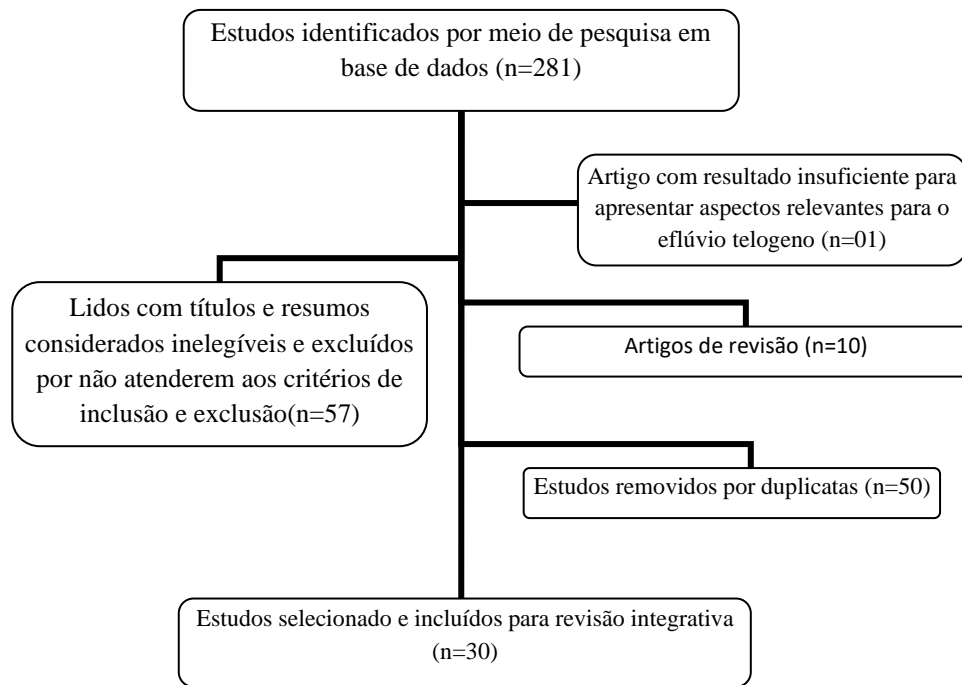 Estudos identificados por meio de pesquisa em
base de dados (n=281)
Artigo com resultado insuficiente para
apresentar aspectos relevantes para o
eflúvio telogeno (n=01)
Lidos com títulos e resumos
considerados inelegíveis e excluídos
por não atenderem aos critérios de
inclusão e exclusão(n=57)
Artigos de revisão (n=10)
Estudos removidos por duplicatas (n=50)
Estudos selecionado e incluídos para revisão integrativa
(n=30)